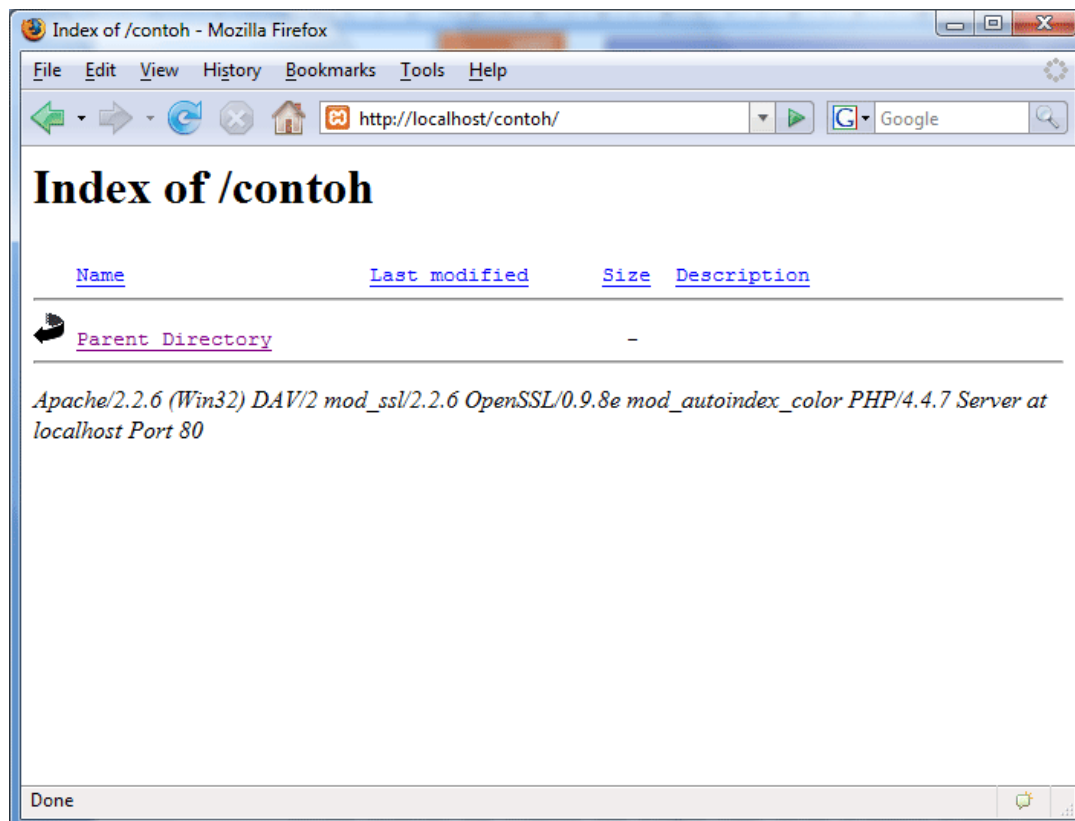 Index of /contoh - Mozilla Firefox
File Edit View History Bookmarks Tools Help
http://localhost/contoh/ G Google
Index of /contoh
Name Last modified Size Description
Parent Directory -
Apache/2.2.6 (Win32) DAV/2 mod_ssl/2.2.6 OpenSSL/0.9.8e mod_autoindex_color PHP/4.4.7 Server at
localhost Port 80
Done